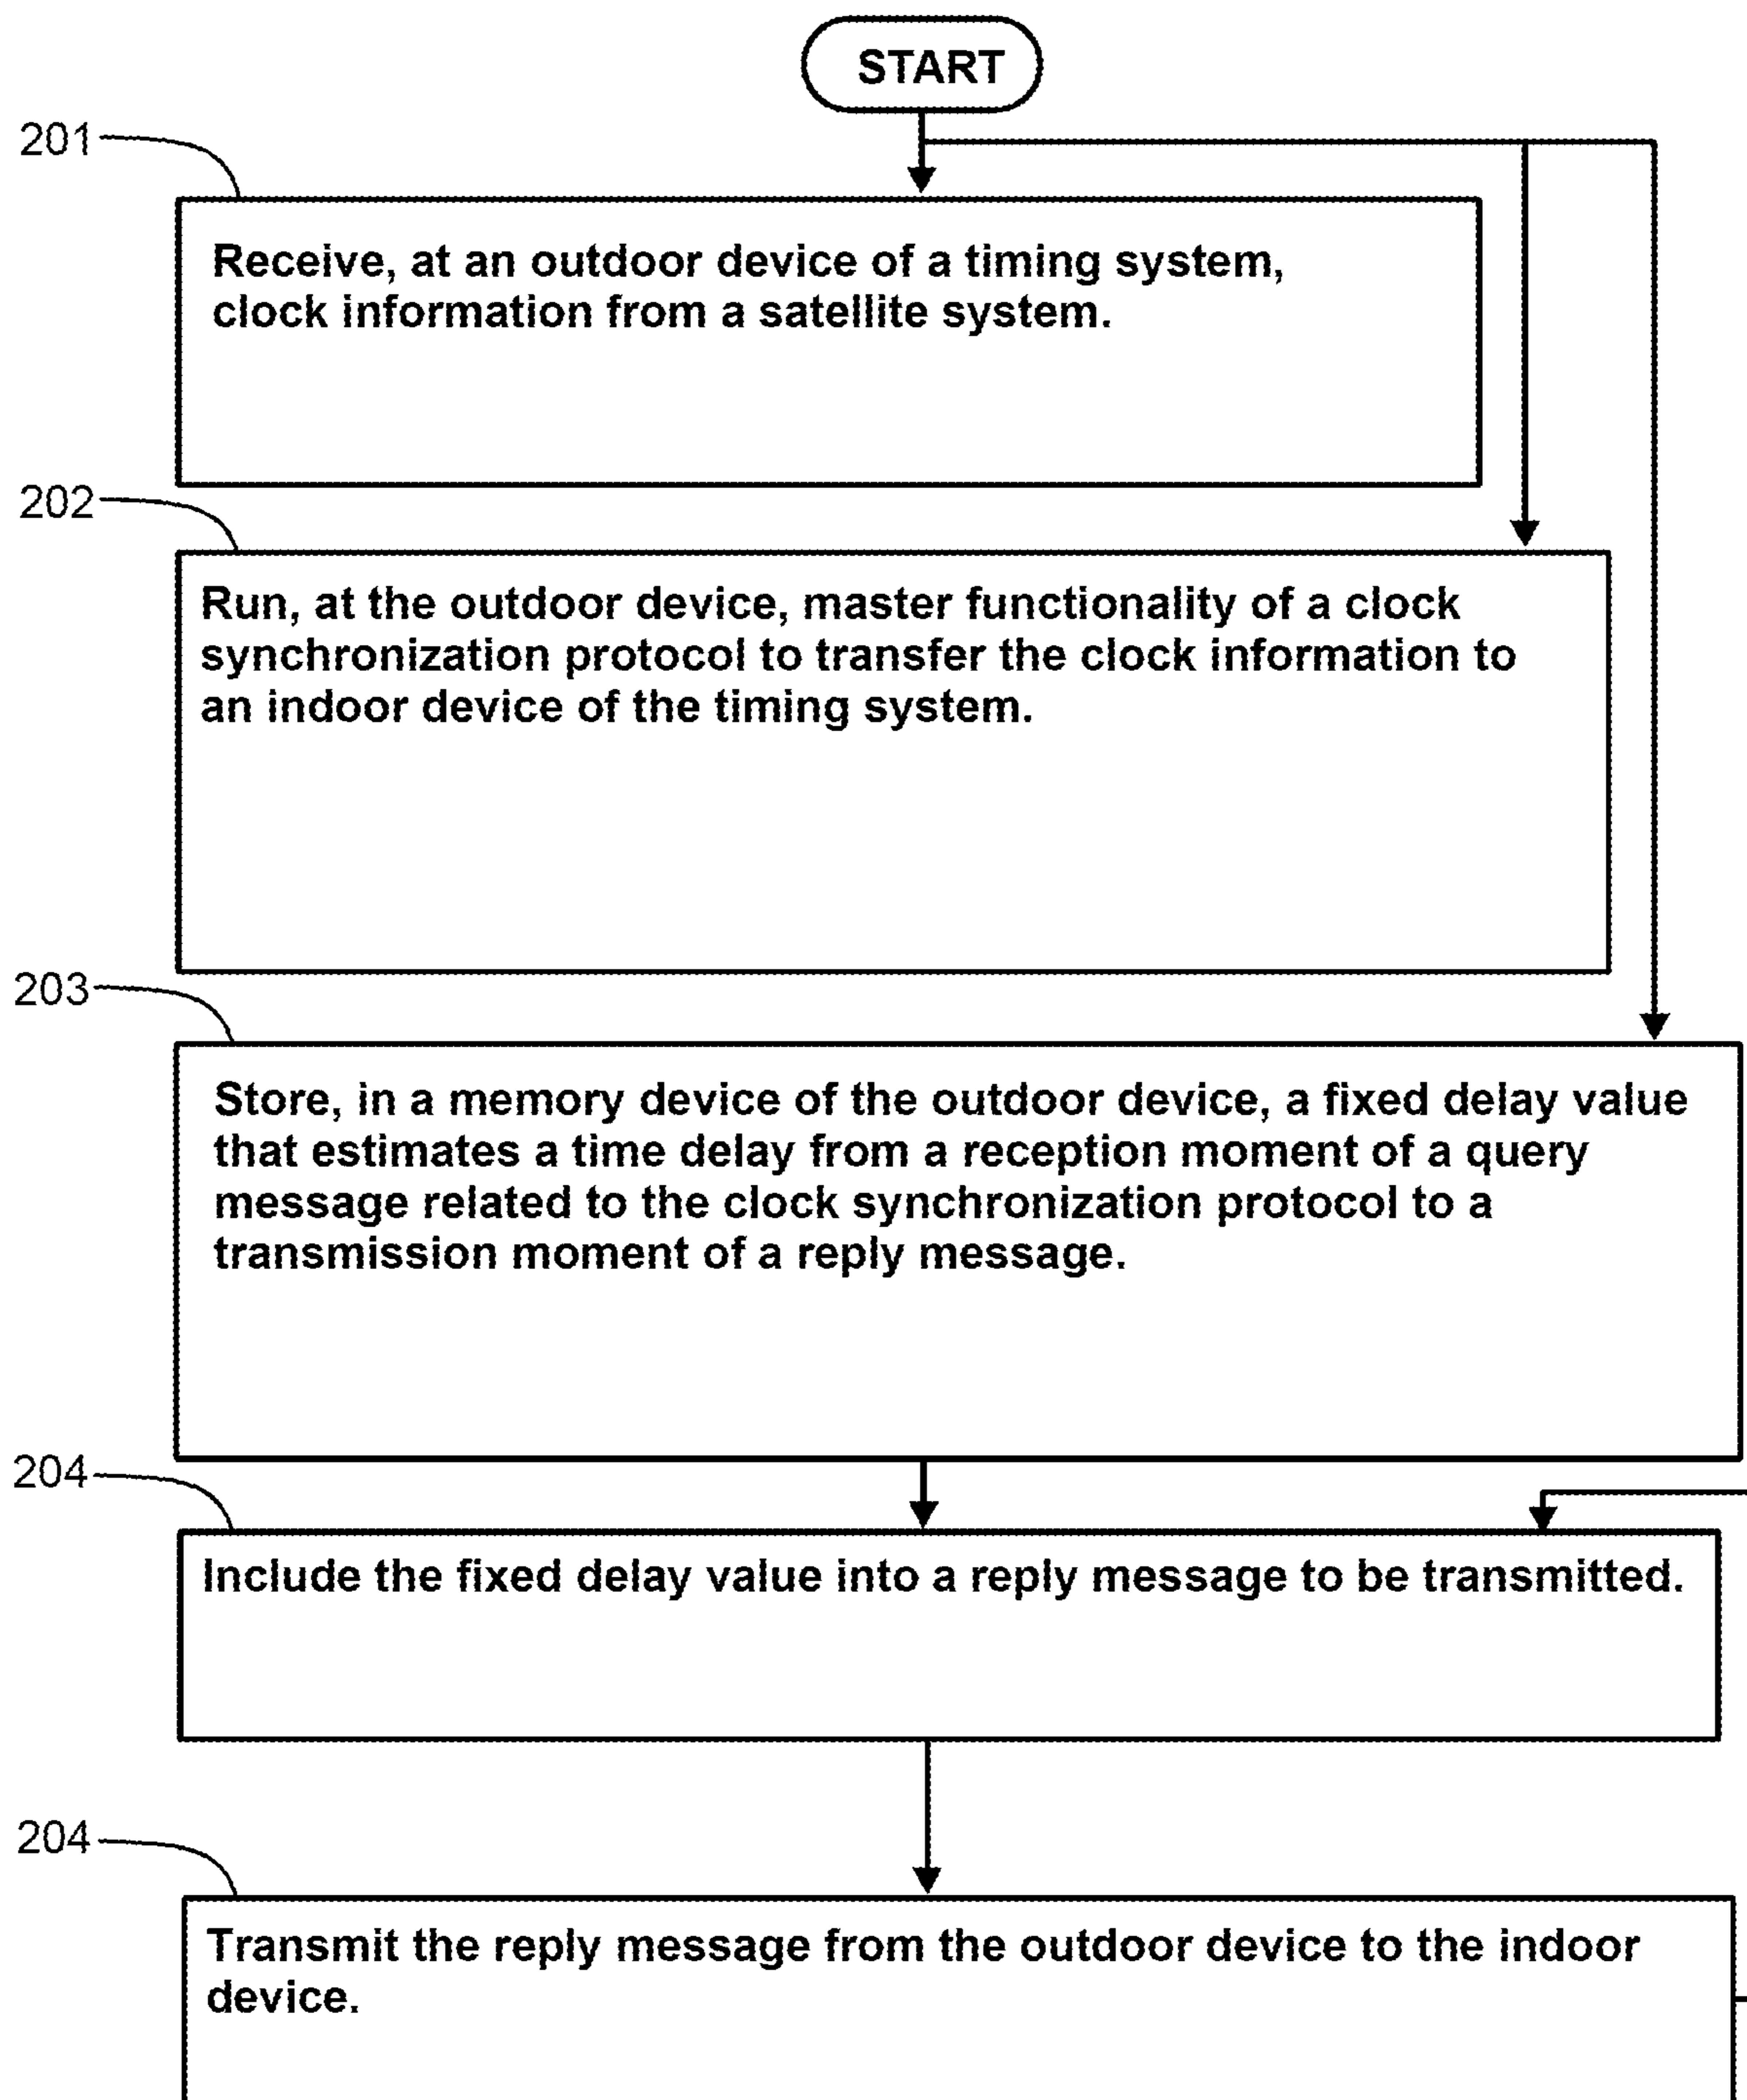 START
201
Receive, at an outdoor device of a timing system,
clock information from a satellite system.
202
Run, at the outdoor device, master functionality of a clock
synchronization protocol to transfer the clock information to
an indoor device of the timing system.
203
Store, in a memory device of the outdoor device, a fixed delay value
that estimates a time delay from a reception moment of a query
message related to the clock synchronization protocol to a
transmission moment of a reply message.
204
Include the fixed delay value into a reply message to be transmitted.
204
Transmit the reply message from the outdoor device to the indoor
device.